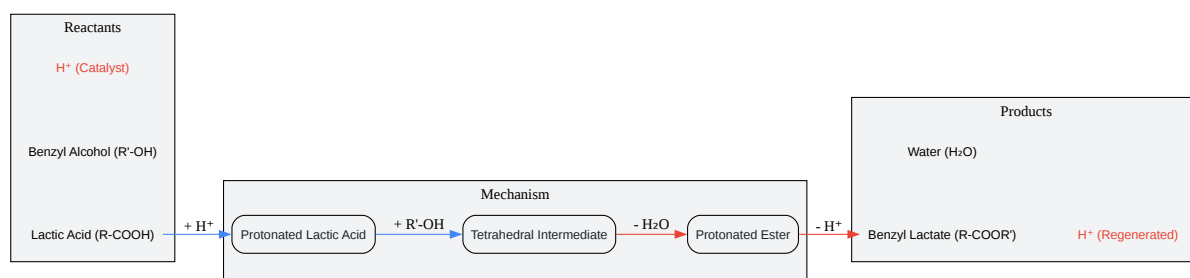 Reactants
H⁺ (Catalyst)
Benzyl Alcohol (R'-OH)
Lactic Acid (R-COOH)
+ H⁺
Mechanism
Protonated Lactic Acid
+ R'-OH
Tetrahedral Intermediate
- H₂O
Protonated Ester
- H⁺
Products
Water (H₂O)
Benzyl Lactate (R-COOR')
H⁺ (Regenerated)